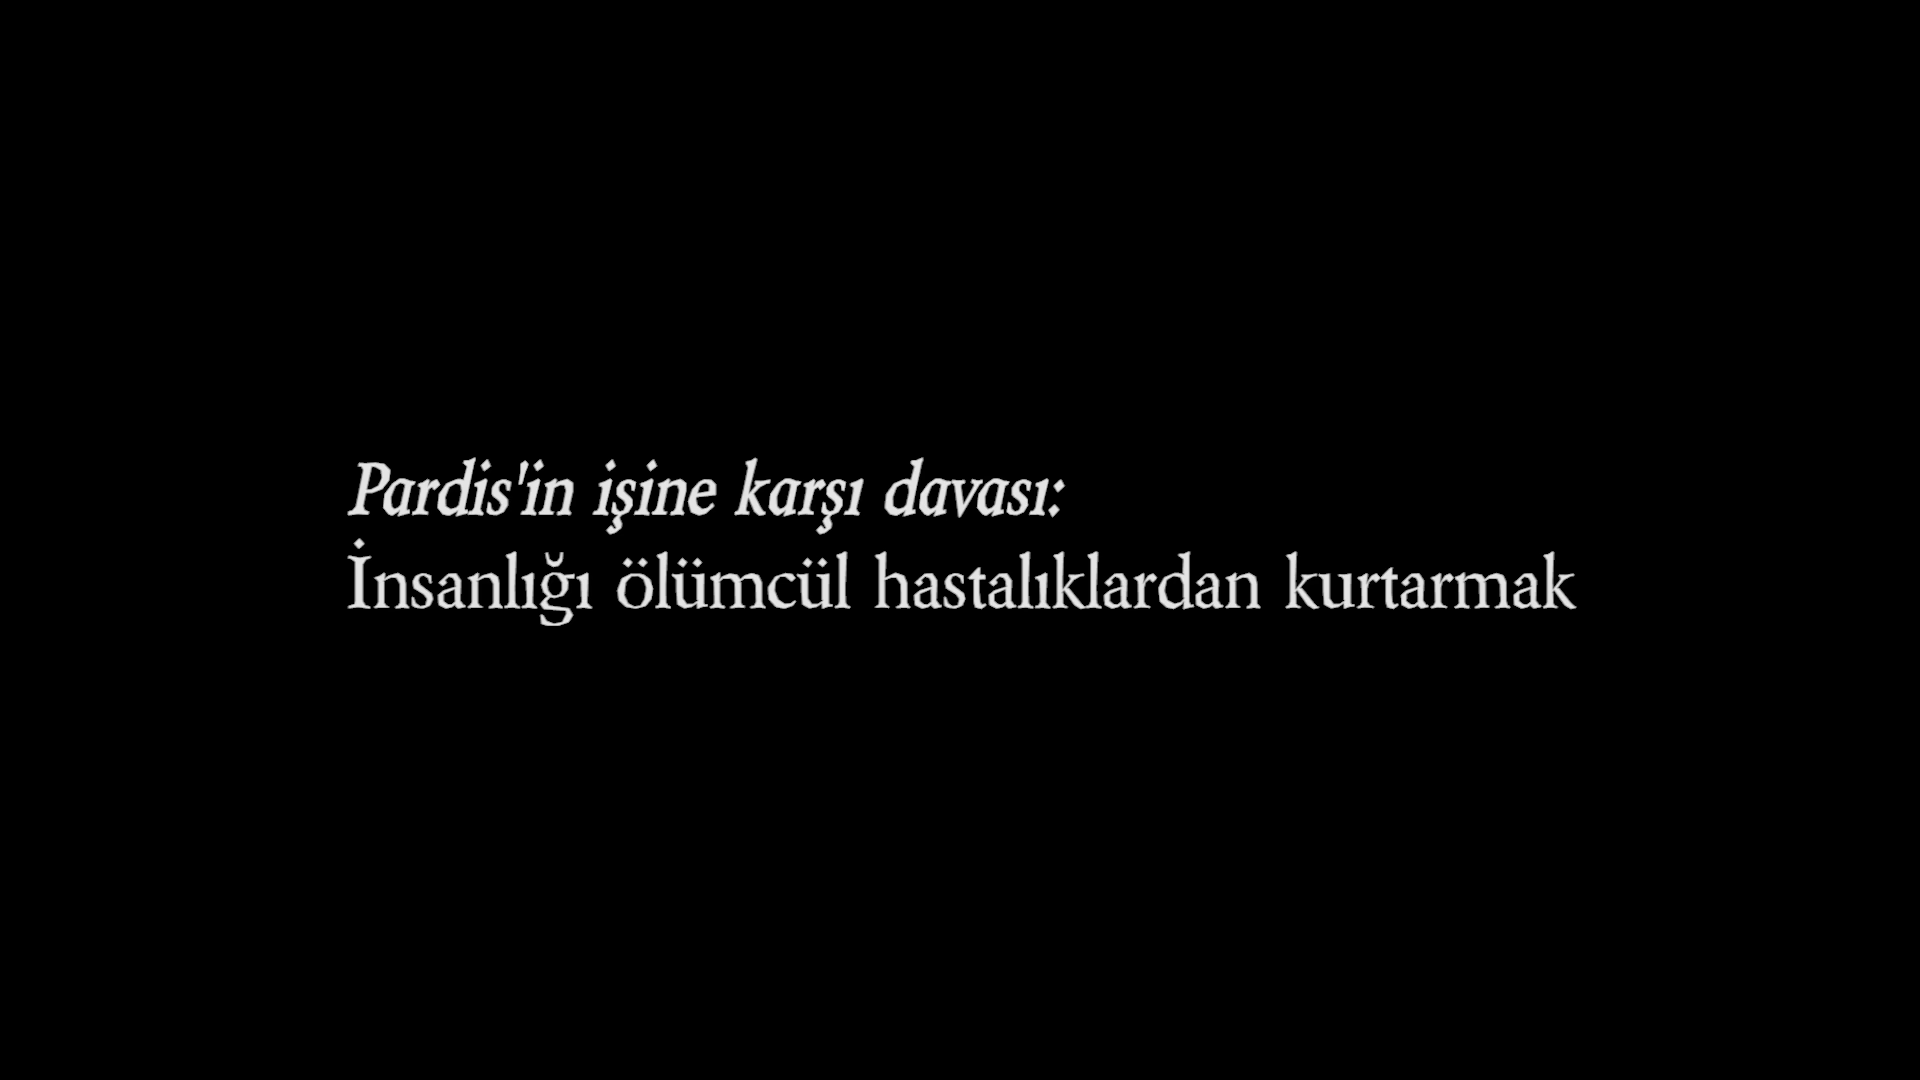 Pardis'in işine karşı davası:
İnsanlığı ölümcül hastalıklardan kurtarmak